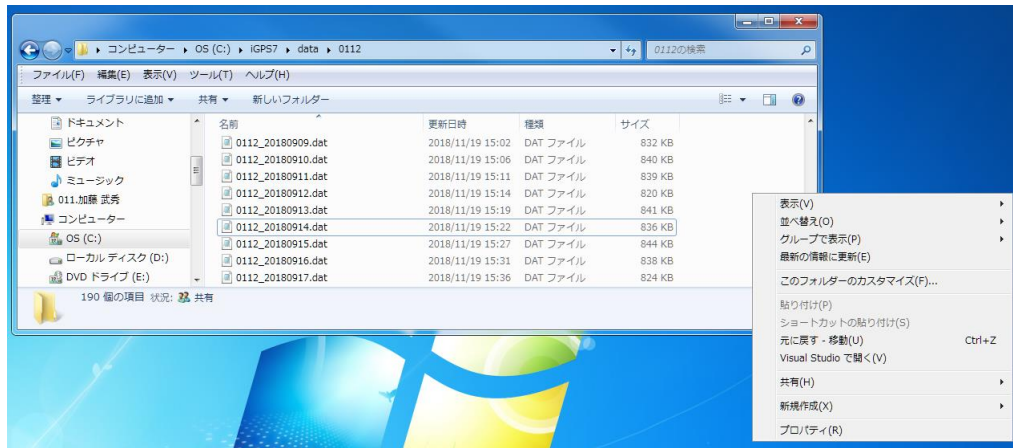 コンピューター ▸ OS (C:) ▸ iGPS7 ▸ data ▸ 0112
0112の検索
ファイル(F) 編集(E) 表示(V) ツール(T) ヘルプ(H)
整理 ▼ ライブラリに追加 ▼ 共有 ▼ 新しいフォルダー
ドキュメント
ピクチャ
ビデオ
ミュージック
011.加藤 武秀
コンピューター
OS (C:)
ローカル ディスク (D:)
DVD ドライブ (E:)
名前 更新日時 種類 サイズ
0112_20180909.dat 2018/11/19 15:02 DAT ファイル 832 KB
0112_20180910.dat 2018/11/19 15:06 DAT ファイル 840 KB
0112_20180911.dat 2018/11/19 15:11 DAT ファイル 839 KB
0112_20180912.dat 2018/11/19 15:14 DAT ファイル 820 KB
0112_20180913.dat 2018/11/19 15:19 DAT ファイル 841 KB
0112_20180914.dat 2018/11/19 15:22 DAT ファイル 836 KB
0112_20180915.dat 2018/11/19 15:27 DAT ファイル 844 KB
0112_20180916.dat 2018/11/19 15:31 DAT ファイル 838 KB
0112_20180917.dat 2018/11/19 15:36 DAT ファイル 824 KB
190 個の項目 状況: 共有
表示(V)
並べ替え(O)
グループで表示(P)
最新の情報に更新(E)
このフォルダーのカスタマイズ(F)...
貼り付け(P)
ショートカットの貼り付け(S)
元に戻す - 移動(U) Ctrl+Z
Visual Studio で開く(V)
共有(H)
新規作成(X)
プロパティ(R)